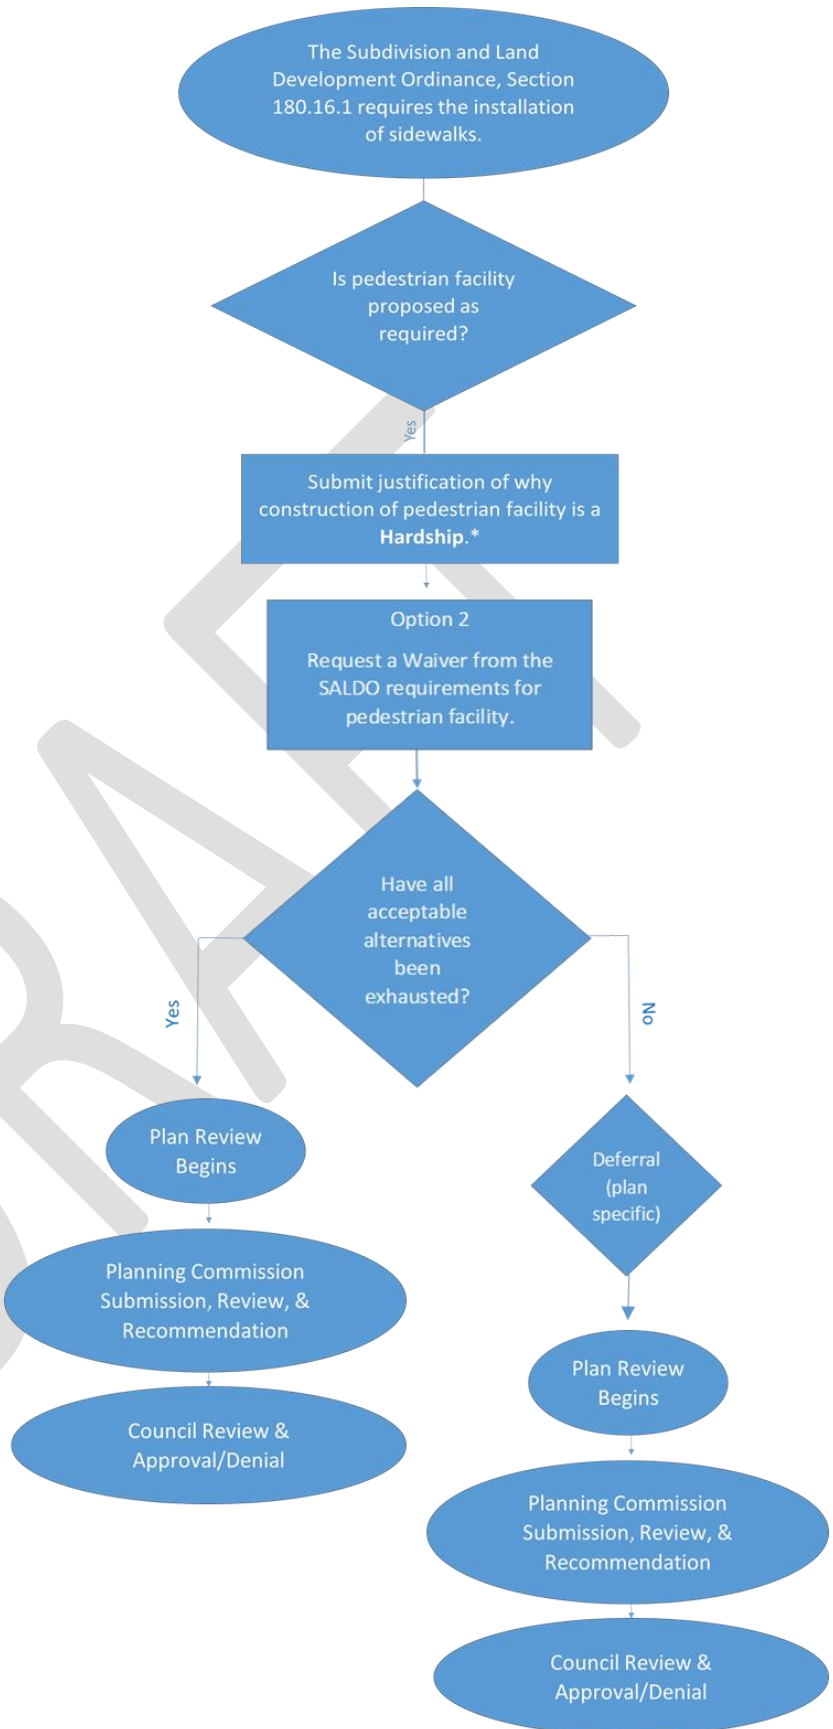 The Subdivision and Land
Development Ordinance, Section
180.16.1 requires the installation
of sidewalks.
Is pedestrian facility
proposed as
required?
Yes
Submit justification of why
construction of pedestrian facility is a
Hardship.*
Option 2
Request a Waiver from the
SALDO requirements for
pedestrian facility.
Have all
acceptable
alternatives
been
exhausted?
Yes
No
Plan Review
Begins
Planning Commission
Submission, Review, &
Recommendation
Council Review &
Approval/Denial
Deferral
(plan
specific)
Plan Review
Begins
Planning Commission
Submission, Review, &
Recommendation
Council Review &
Approval/Denial
DRAFT